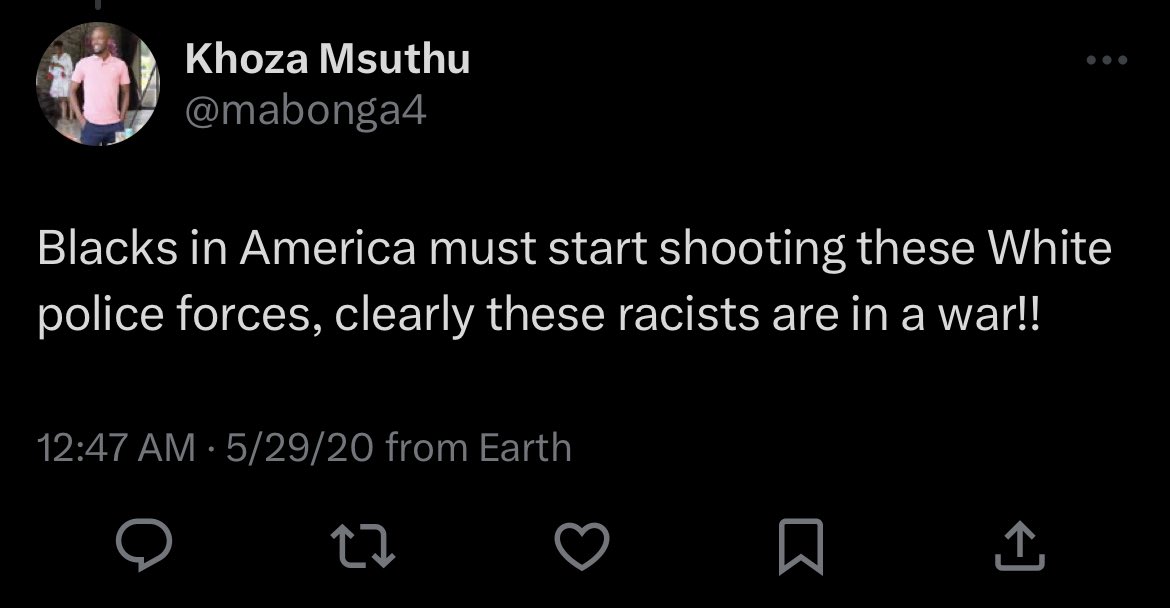 Khoza Msuthu
@mabonga4
Blacks in America must start shooting these White
police forces, clearly these racists are in a war!!
12:47 AM · 5/29/20 from Earth